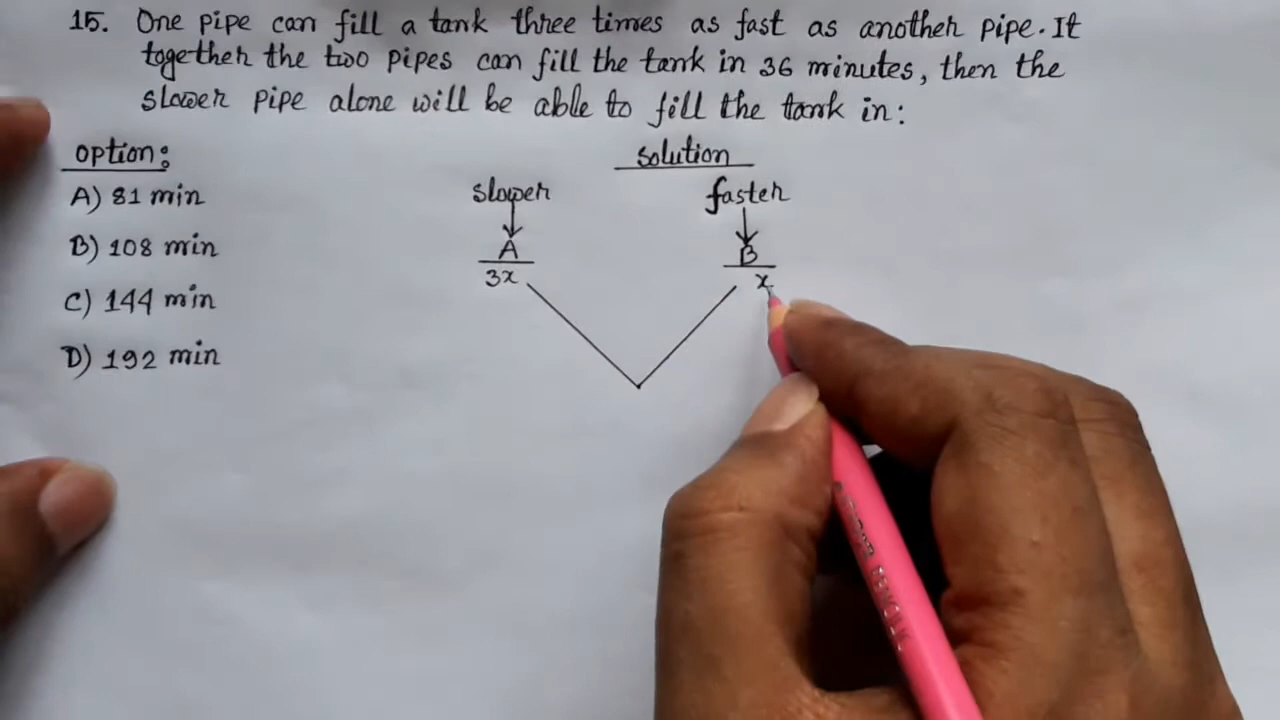 15. One pipe can fill a tank three times as fast as another pipe. It
together the two pipes can fill the tank in 36 minutes, then the
slower pipe alone will be able to fill the tank in:
option:
A) 81 min
B) 108 min
C) 144 min
D) 192 min
solution
slower faster
A B
3x x